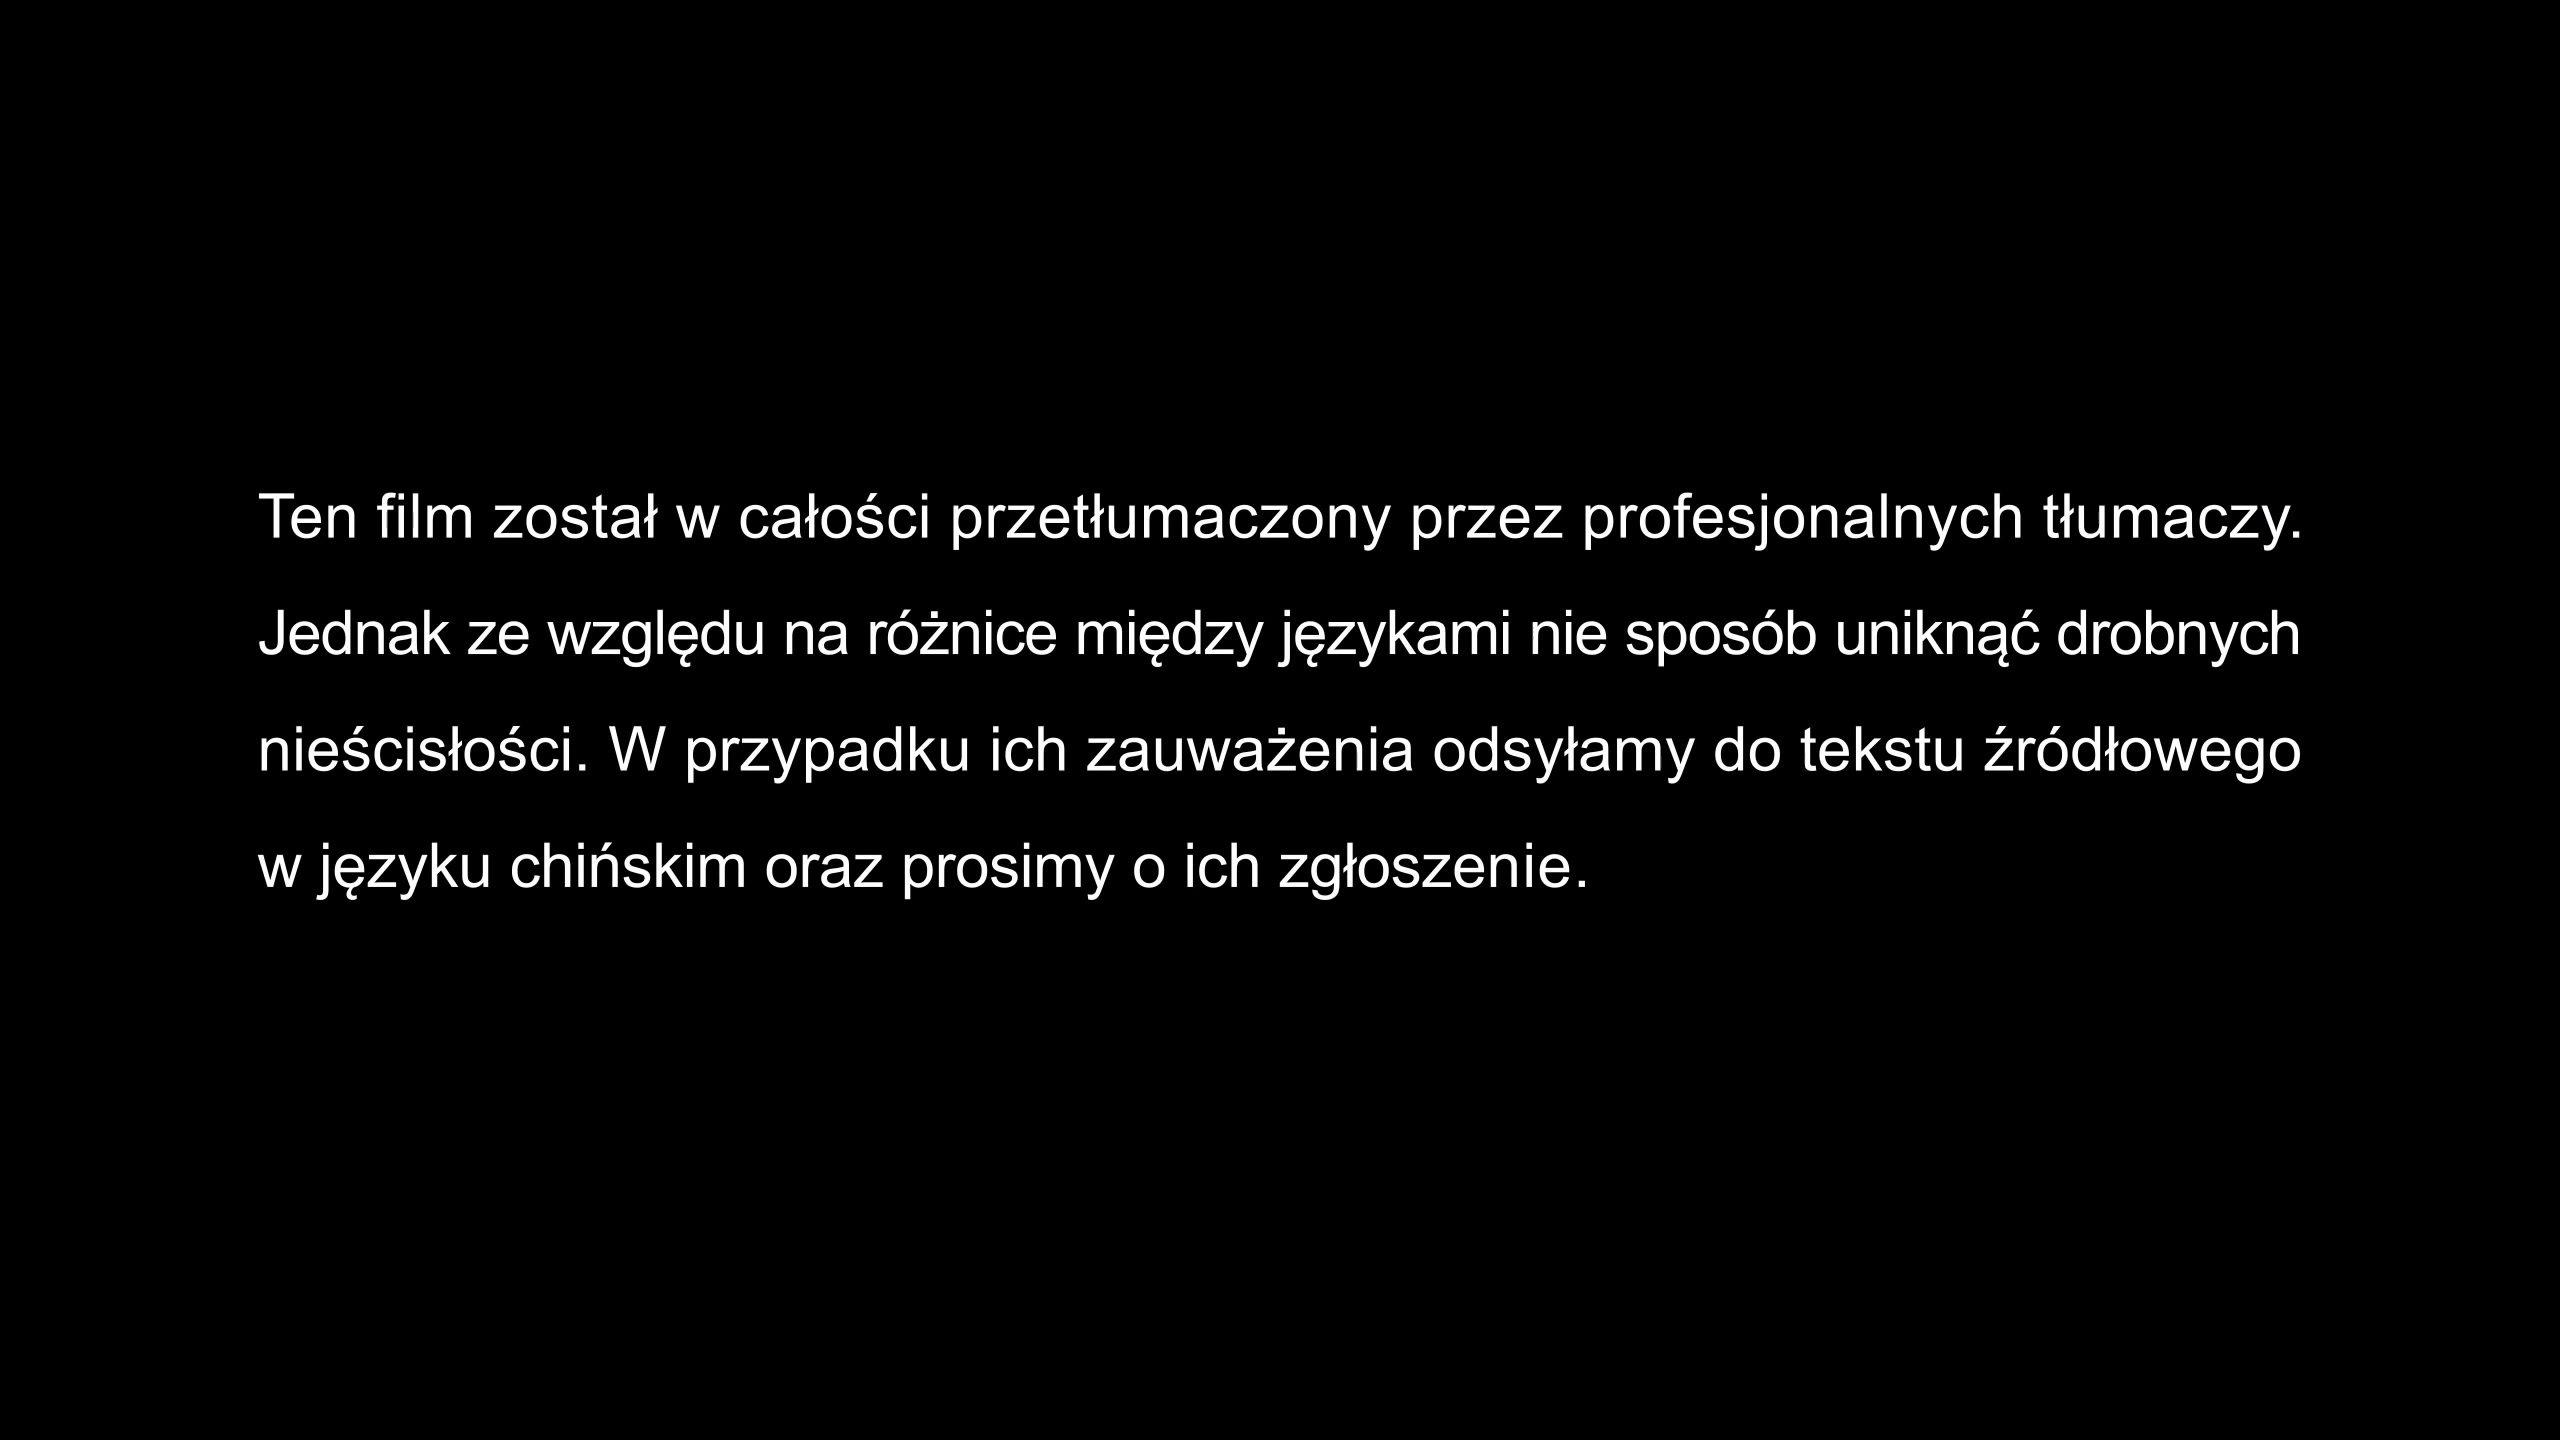 Ten film został w całości przetłumaczony przez profesjonalnych tłumaczy.
Jednak ze względu na różnice między językami nie sposób uniknąć drobnych
nieścisłości. W przypadku ich zauważenia odsyłamy do tekstu źródłowego
w języku chińskim oraz prosimy o ich zgłoszenie.